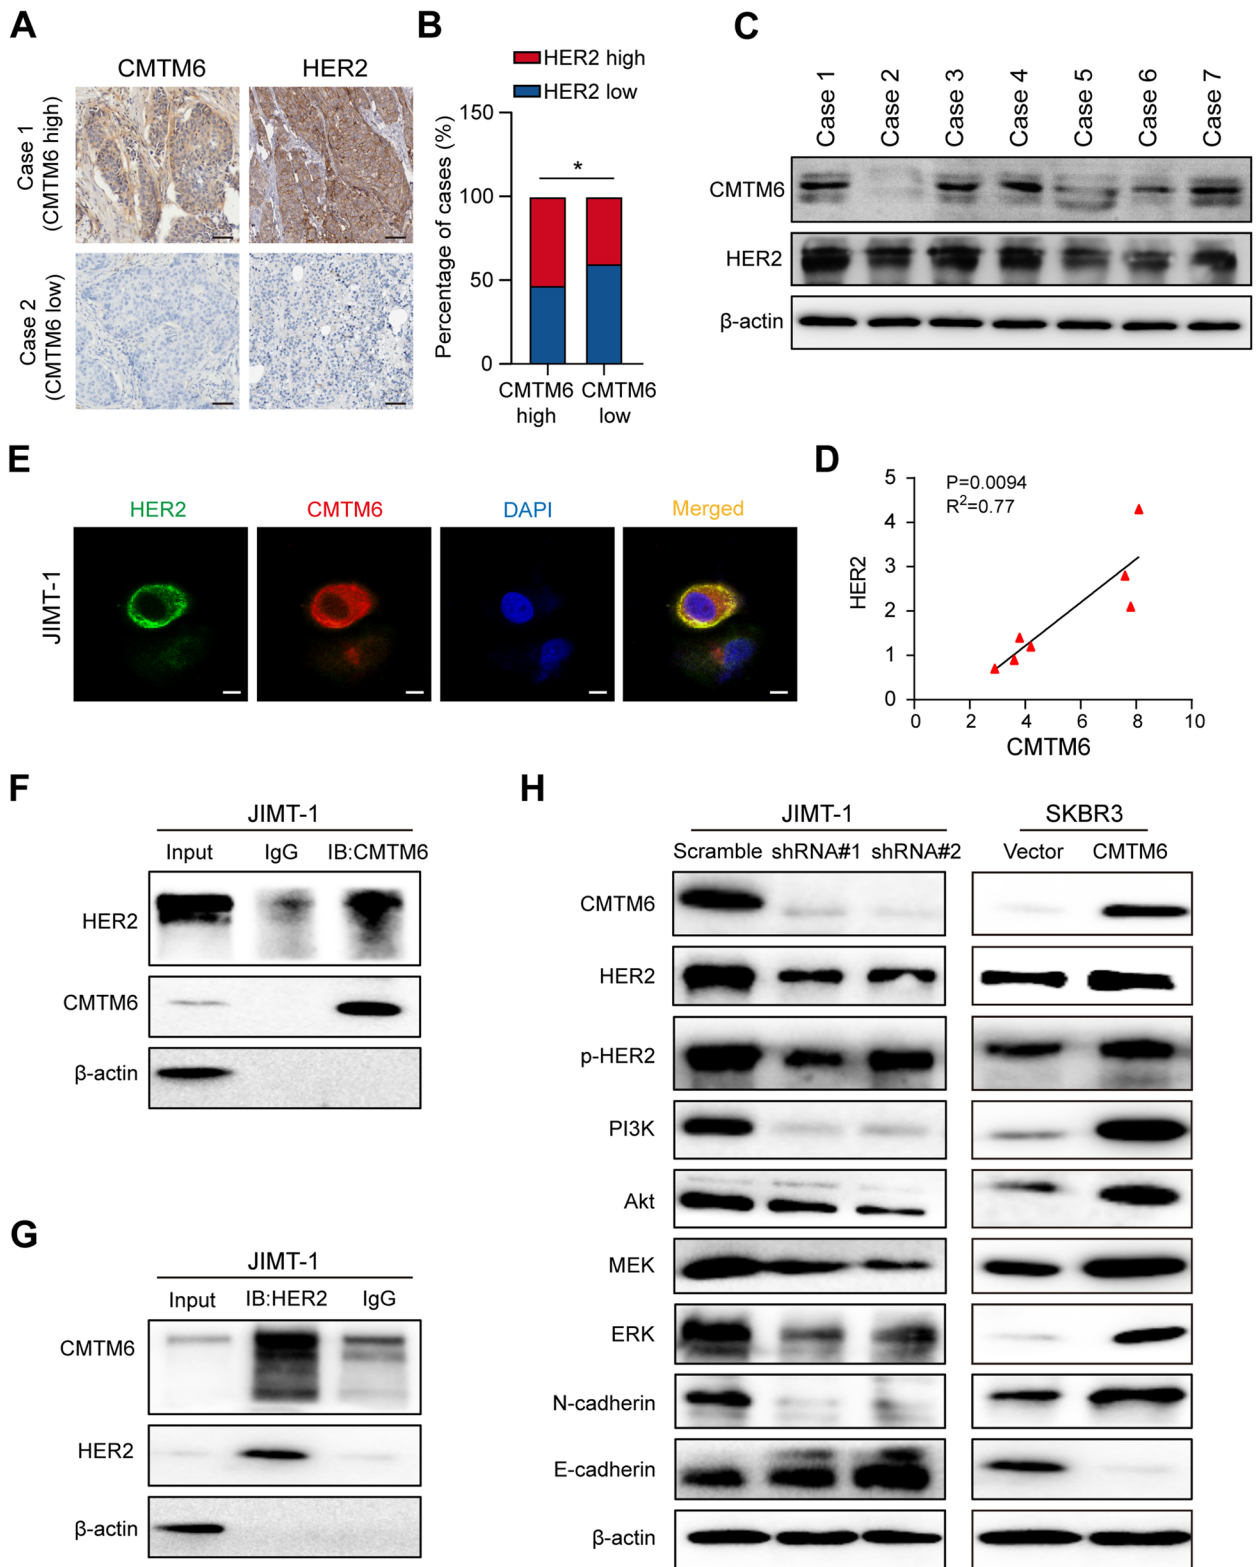 A
CMTM6
HER2
Case 1
(CMTM6 high)
Case 2
(CMTM6 low)
B
HER2 high
HER2 low
Percentage of cases (%)
150
100
50
0
*
CMTM6
high
CMTM6
low
C
Case 1
Case 2
Case 3
Case 4
Case 5
Case 6
Case 7
CMTM6
HER2
β-actin
E
HER2
CMTM6
DAPI
Merged
JIMT-1
D
P=0.0094
R²=0.77
HER2
5
4
3
2
1
0
0
2
4
6
8
10
CMTM6
F
JIMT-1
Input
IgG
IB:CMTM6
HER2
CMTM6
β-actin
G
JIMT-1
Input
IB:HER2
IgG
CMTM6
HER2
β-actin
H
JIMT-1
SKBR3
Scramble
shRNA#1
shRNA#2
Vector
CMTM6
CMTM6
HER2
p-HER2
PI3K
Akt
MEK
ERK
N-cadherin
E-cadherin
β-actin